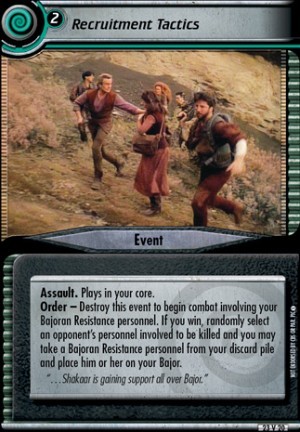 2 Recruitment Tactics
Event
Assault. Plays in your core.
Order – Destroy this event to begin combat involving your
Bajoran Resistance personnel. If you win, randomly select
an opponent's personnel involved to be killed and you may
take a Bajoran Resistance personnel from your discard pile
and place him or her on your Bajor.
"…Shakaar is gaining support all over Bajor."
23 V 20